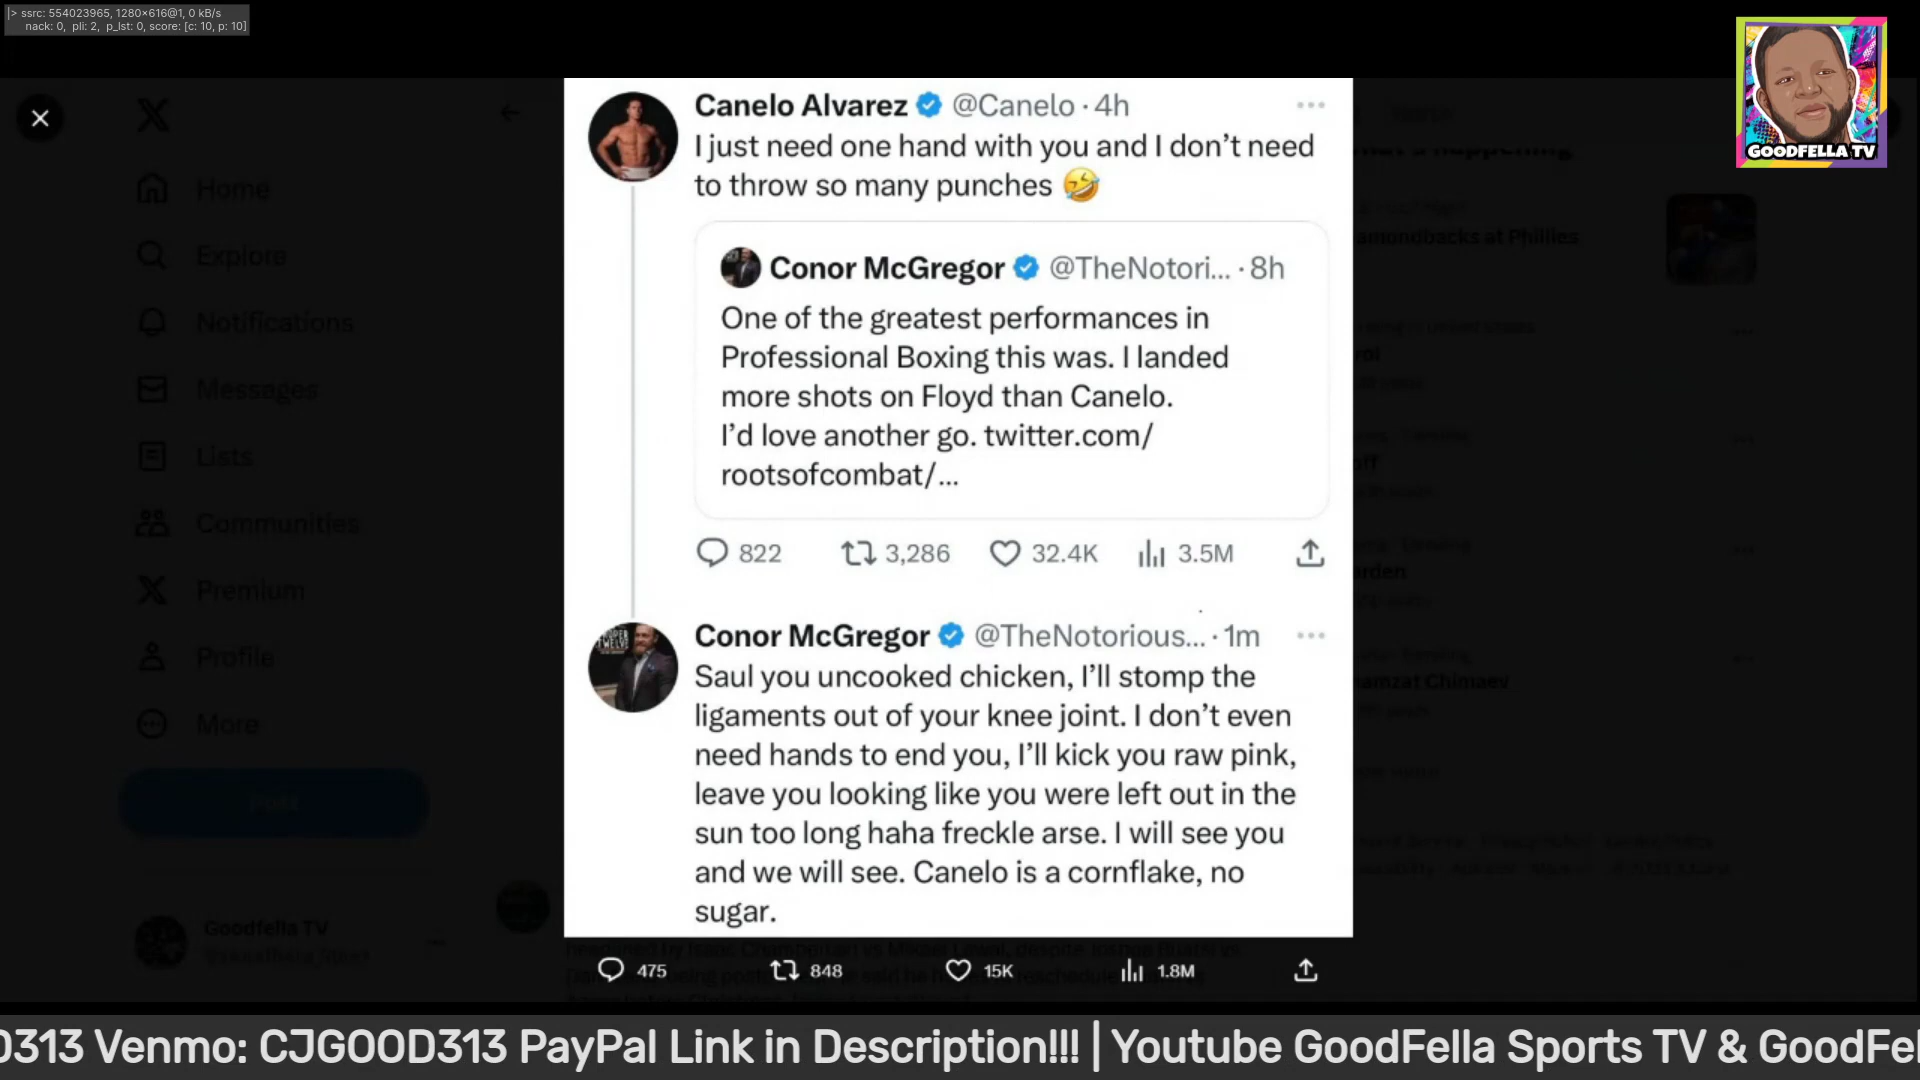 |> ssrc: 554023965, 1280×616@1, 0 kB/s
nack: 0, pli: 2, p_lst: 0, score: [c: 10, p: 10]
GOODFELLA TV
Canelo Alvarez @Canelo · 4h
I just need one hand with you and I don't need
to throw so many punches 🤣
Conor McGregor @TheNotori... · 8h
One of the greatest performances in
Professional Boxing this was. I landed
more shots on Floyd than Canelo.
I'd love another go. twitter.com/
rootsofcombat/...
822 3,286 32.4K 3.5M
Conor McGregor @TheNotorious... · 1m
Saul you uncooked chicken, I'll stomp the
ligaments out of your knee joint. I don't even
need hands to end you, I'll kick you raw pink,
leave you looking like you were left out in the
sun too long haha freckle arse. I will see you
and we will see. Canelo is a cornflake, no
sugar.
475 848 15K 1.8M
Home
Explore
Notifications
Messages
Lists
Communities
Premium
Profile
More
Post
Goodfella TV
amondbacks at Phillies
amzat Chimaev
D313 Venmo: CJGOOD313 PayPal Link in Description!!! | Youtube GoodFella Sports TV & GoodFel